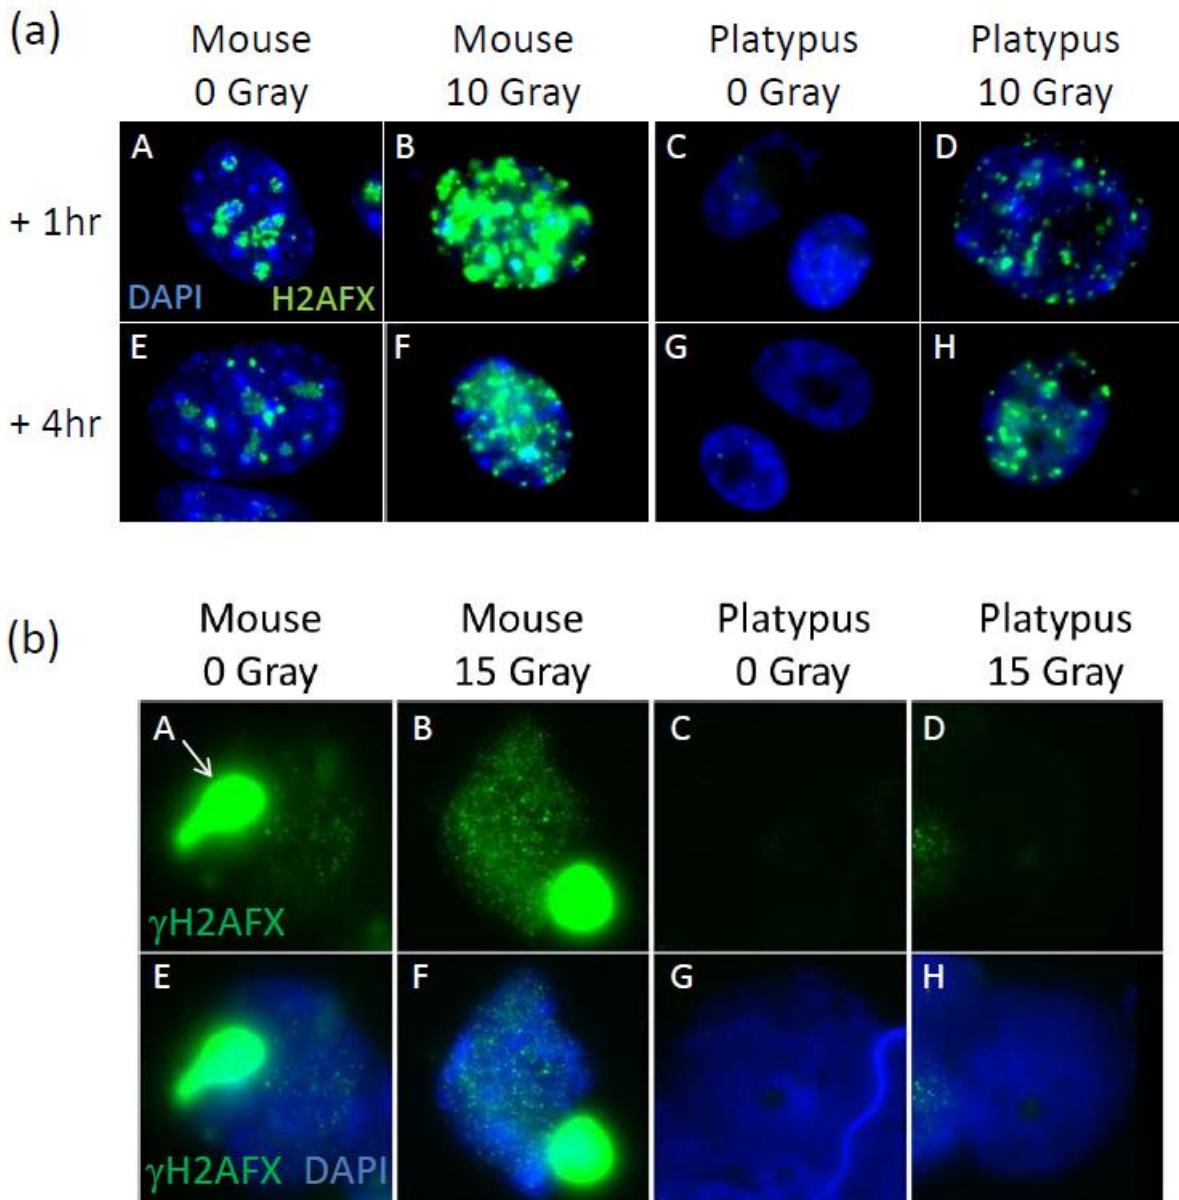 (a)
Mouse Mouse Platypus Platypus
0 Gray 10 Gray 0 Gray 10 Gray
A B C D
+ 1hr
DAPI H2AFX
E F G H
+ 4hr
(b)
Mouse Mouse Platypus Platypus
0 Gray 15 Gray 0 Gray 15 Gray
A B C D
γH2AFX
E F G H
γH2AFX DAPI